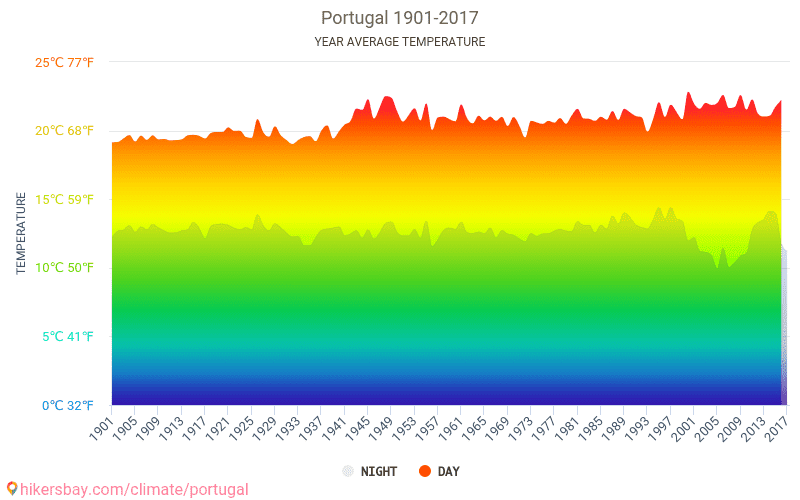 Portugal 1901-2017
YEAR AVERAGE TEMPERATURE
TEMPERATURE
25℃ 77℉
20℃ 68℉
15℃ 59℉
10℃ 50℉
5℃ 41℉
0℃ 32℉
1901 1905 1909 1913 1917 1921 1925 1929 1933 1937 1941 1945 1949 1953 1957 1961 1965 1969 1973 1977 1981 1985 1989 1993 1997 2001 2005 2009 2013 2017
NIGHT DAY
hikersbay.com/climate/portugal